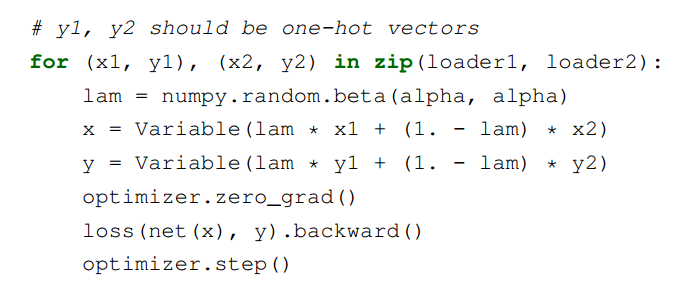 # y1, y2 should be one-hot vectors
for (x1, y1), (x2, y2) in zip(loader1, loader2):
    lam = numpy.random.beta(alpha, alpha)
    x = Variable(lam * x1 + (1. - lam) * x2)
    y = Variable(lam * y1 + (1. - lam) * y2)
    optimizer.zero_grad()
    loss(net(x), y).backward()
    optimizer.step()